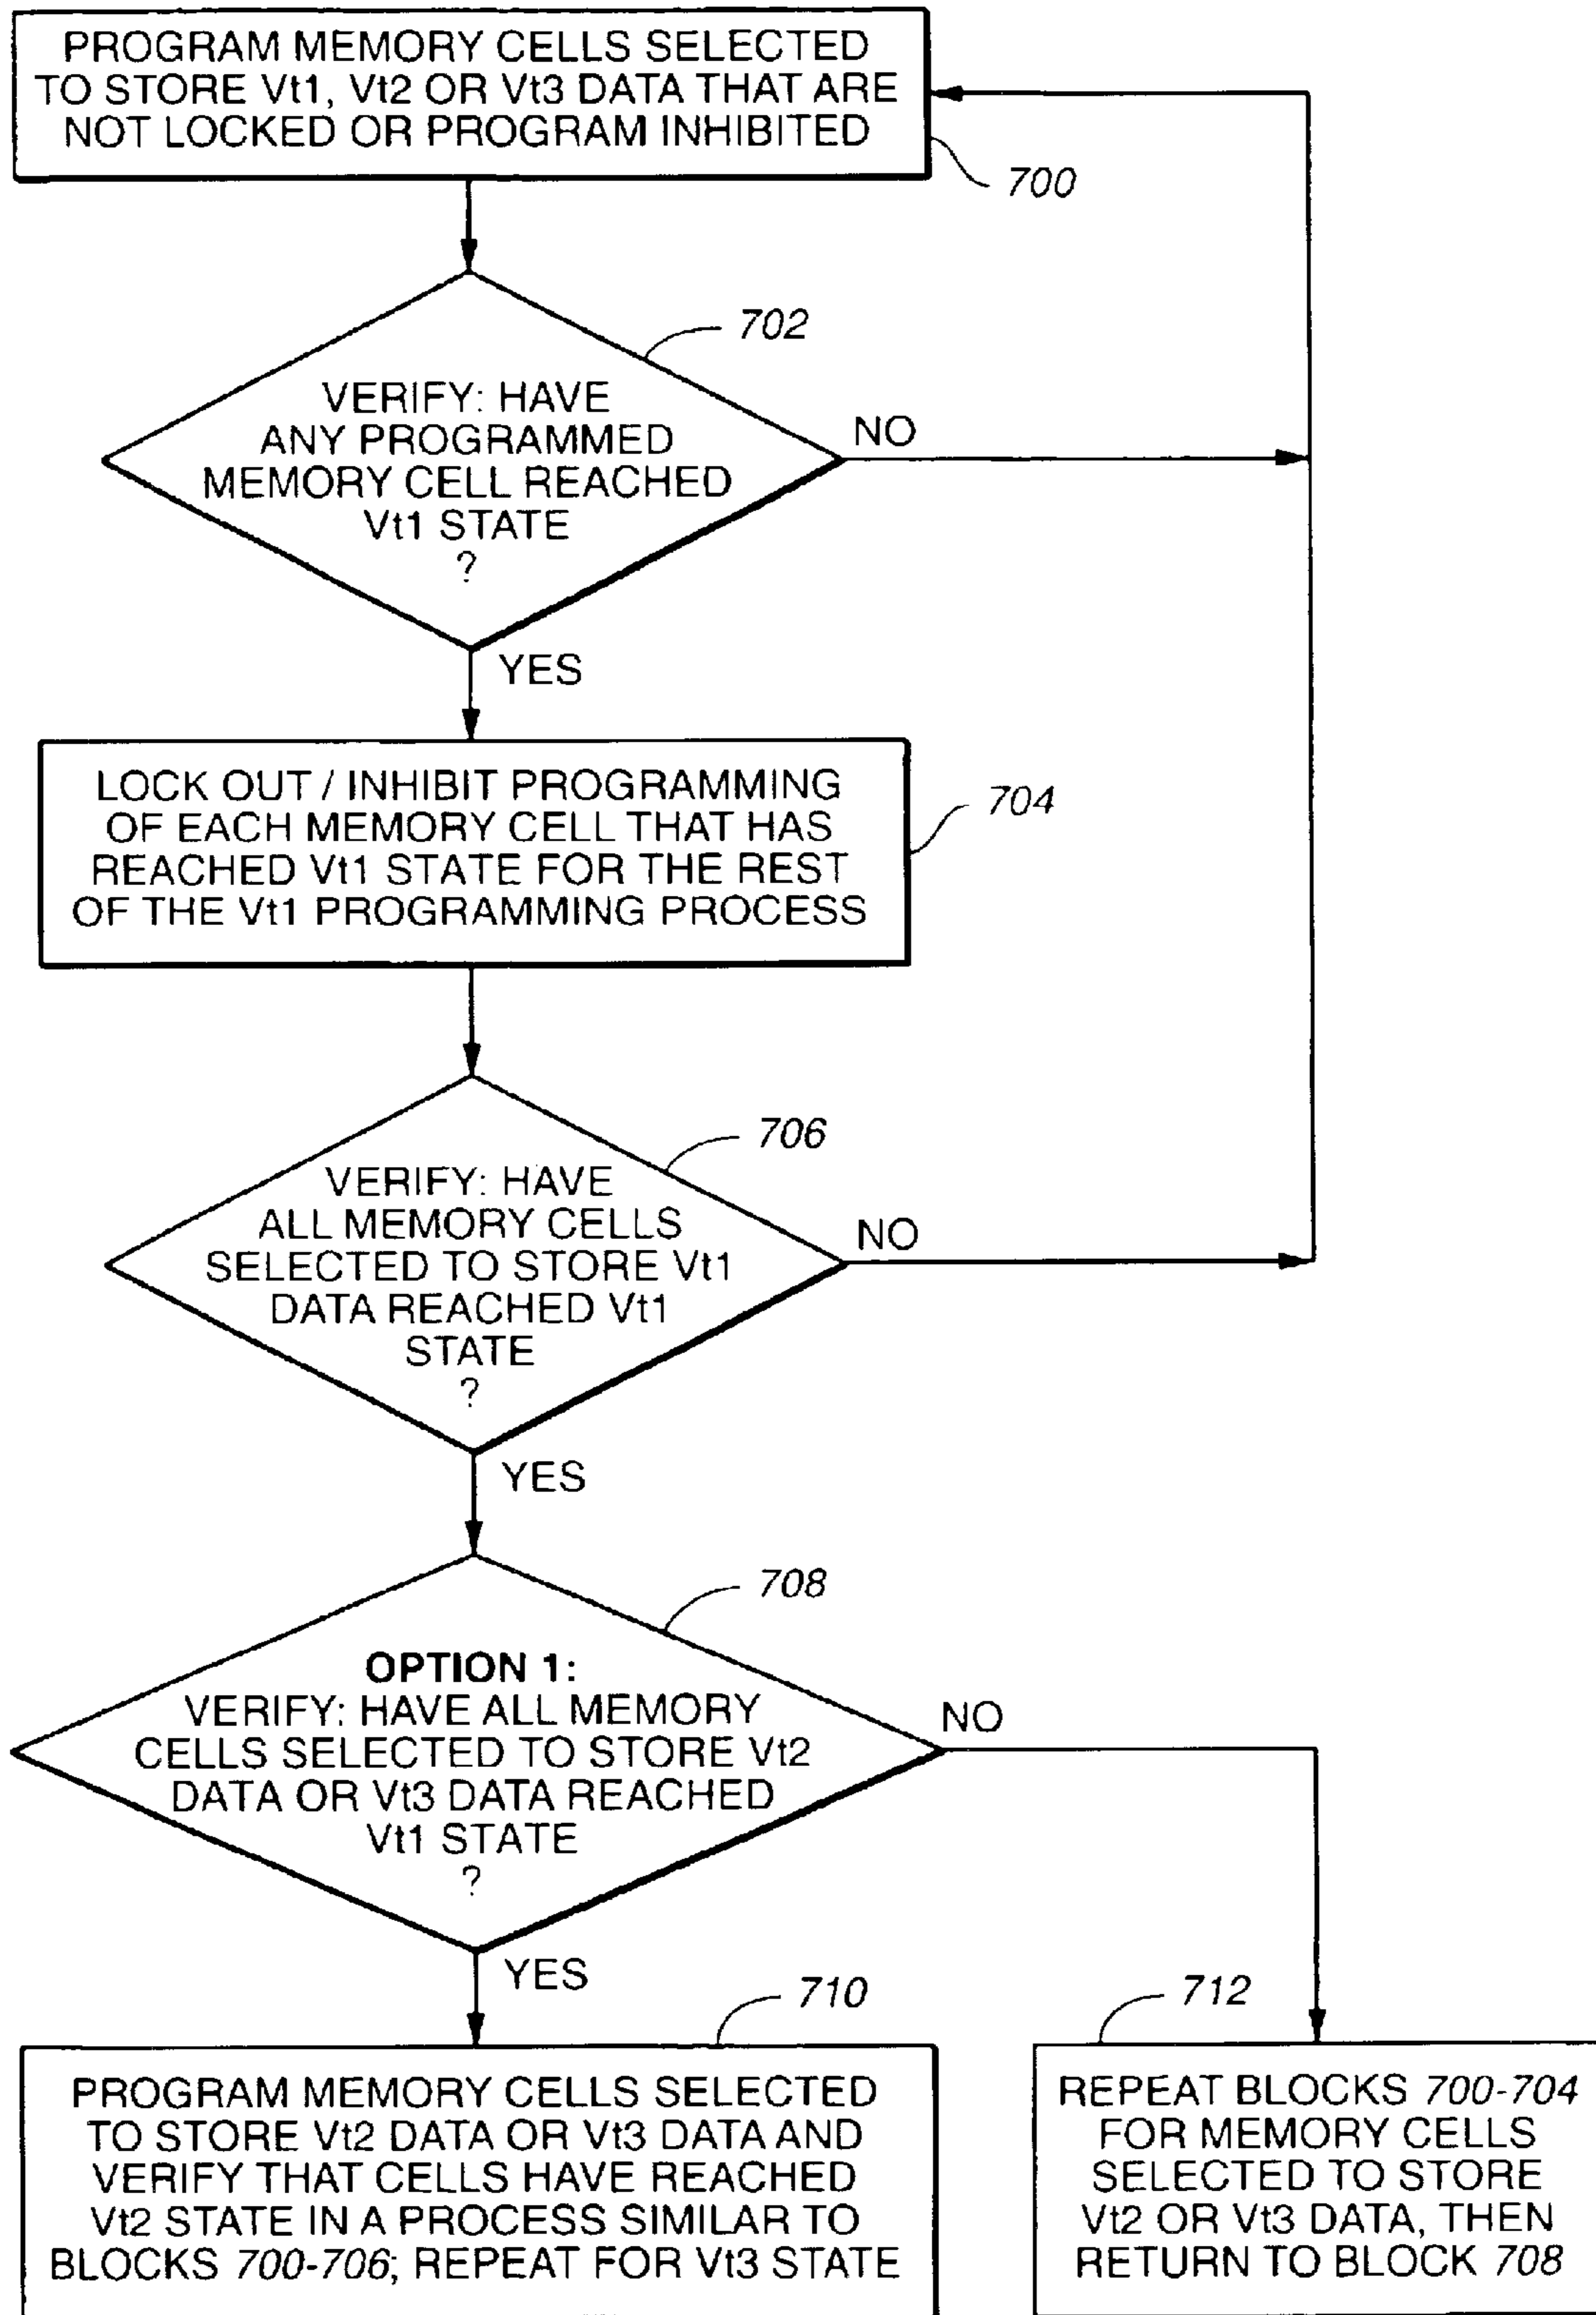 PROGRAM MEMORY CELLS SELECTED
TO STORE Vt1, Vt2 OR Vt3 DATA THAT ARE
NOT LOCKED OR PROGRAM INHIBITED
700
702
VERIFY: HAVE
ANY PROGRAMMED
MEMORY CELL REACHED
Vt1 STATE
?
NO
YES
LOCK OUT / INHIBIT PROGRAMMING
OF EACH MEMORY CELL THAT HAS
REACHED Vt1 STATE FOR THE REST
OF THE Vt1 PROGRAMMING PROCESS
704
706
VERIFY: HAVE
ALL MEMORY CELLS
SELECTED TO STORE Vt1
DATA REACHED Vt1
STATE
?
NO
YES
708
OPTION 1:
VERIFY: HAVE ALL MEMORY
CELLS SELECTED TO STORE Vt2
DATA OR Vt3 DATA REACHED
Vt1 STATE
?
NO
YES
710
PROGRAM MEMORY CELLS SELECTED
TO STORE Vt2 DATA OR Vt3 DATA AND
VERIFY THAT CELLS HAVE REACHED
Vt2 STATE IN A PROCESS SIMILAR TO
BLOCKS 700-706; REPEAT FOR Vt3 STATE
712
REPEAT BLOCKS 700-704
FOR MEMORY CELLS
SELECTED TO STORE
Vt2 OR Vt3 DATA, THEN
RETURN TO BLOCK 708